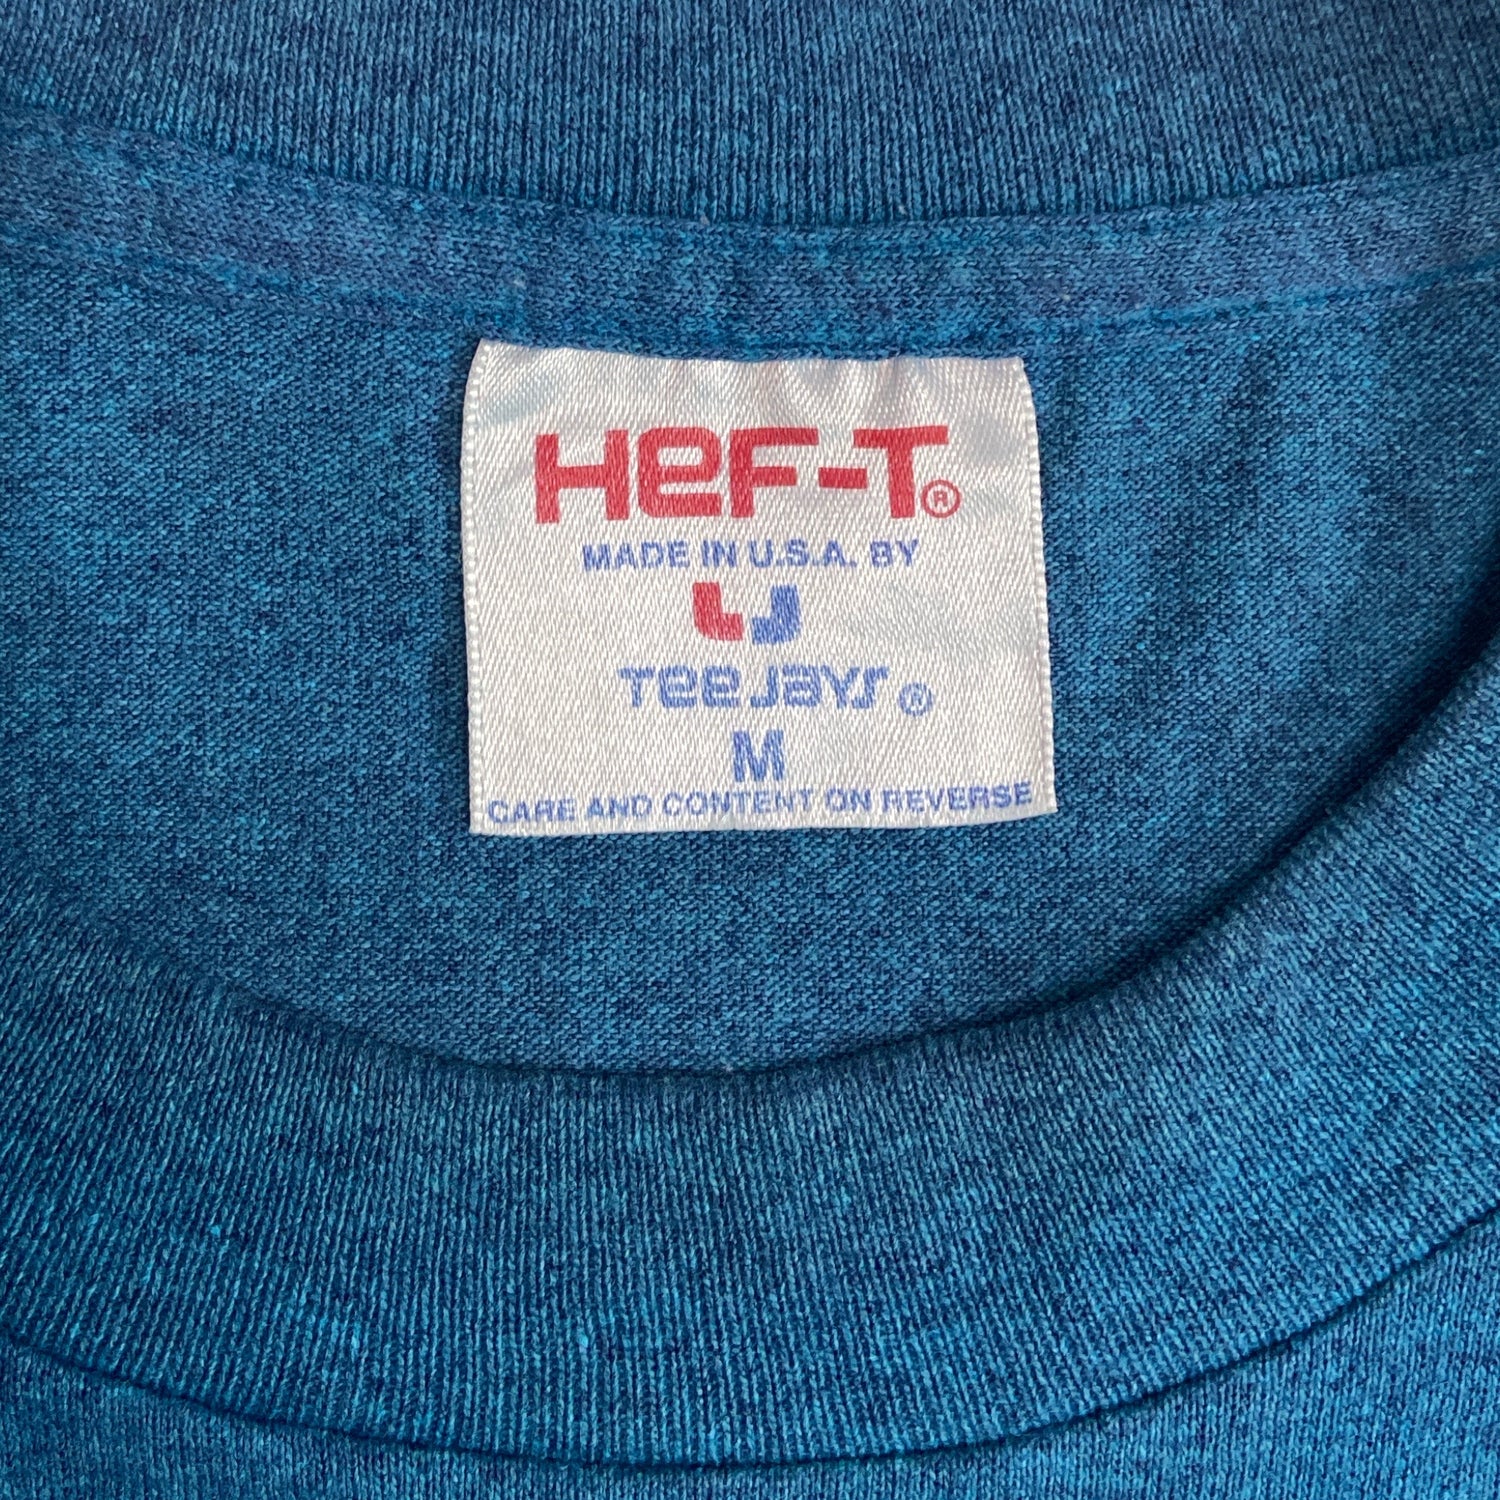 HeF-T®
MADE IN U.S.A. BY
TeeJays®
M
CARE AND CONTENT ON REVERSE